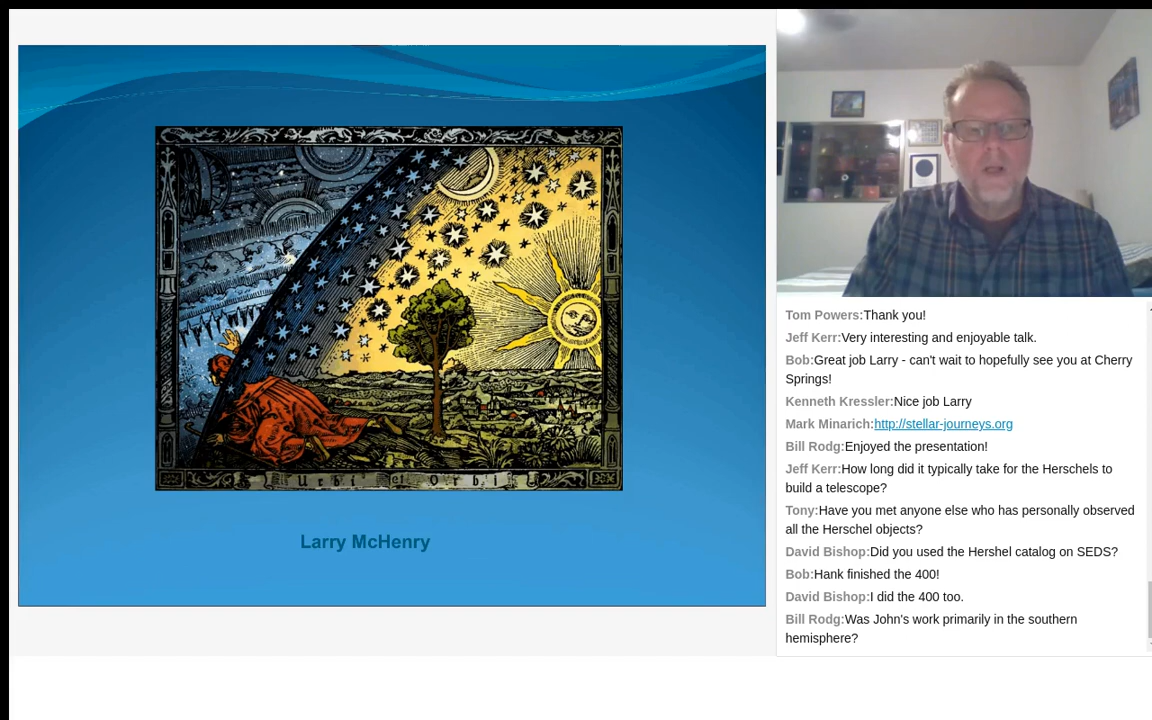 Urbi et Orbi
Larry McHenry
Tom Powers:Thank you!
Jeff Kerr:Very interesting and enjoyable talk.
Bob:Great job Larry - can't wait to hopefully see you at Cherry
Springs!
Kenneth Kressler:Nice job Larry
Mark Minarich:http://stellar-journeys.org
Bill Rodg:Enjoyed the presentation!
Jeff Kerr:How long did it typically take for the Herschels to
build a telescope?
Tony:Have you met anyone else who has personally observed
all the Herschel objects?
David Bishop:Did you used the Hershel catalog on SEDS?
Bob:Hank finished the 400!
David Bishop:I did the 400 too.
Bill Rodg:Was John's work primarily in the southern
hemisphere?